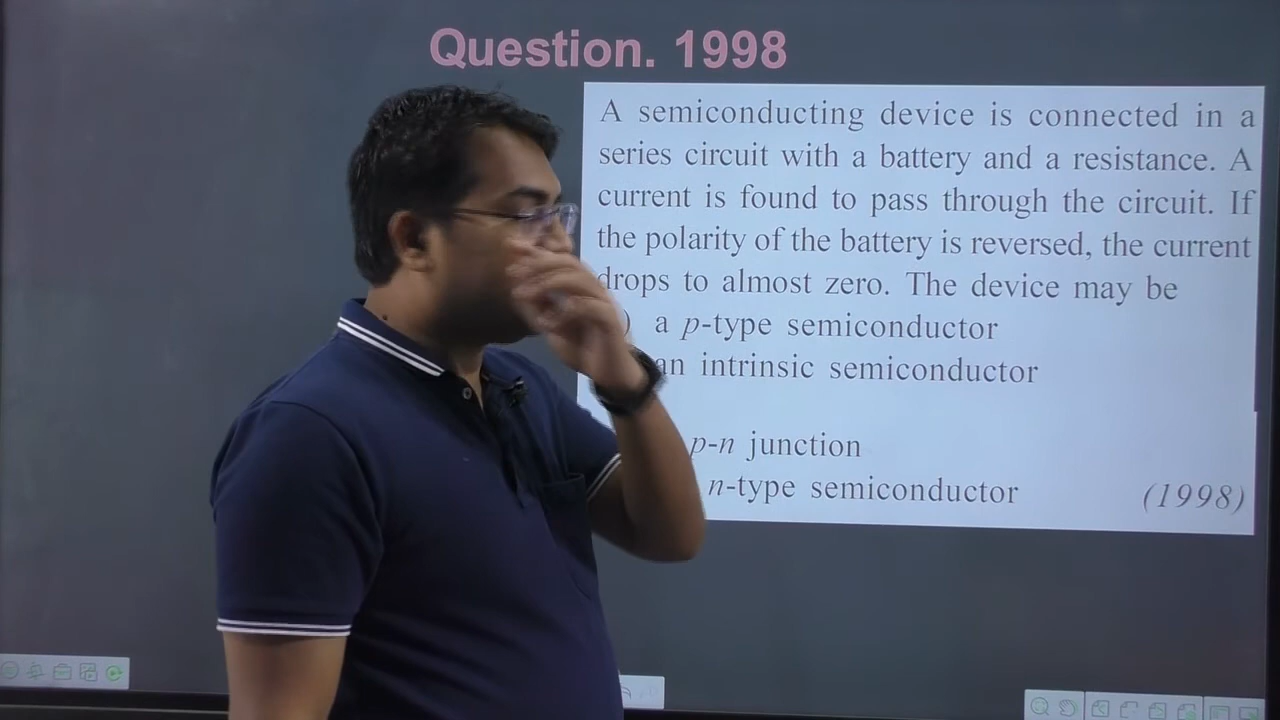 Question. 1998
A semiconducting device is connected in a
series circuit with a battery and a resistance. A
current is found to pass through the circuit. If
the polarity of the battery is reversed, the current
drops to almost zero. The device may be
) a p-type semiconductor
an intrinsic semiconductor
p-n junction
n-type semiconductor (1998)